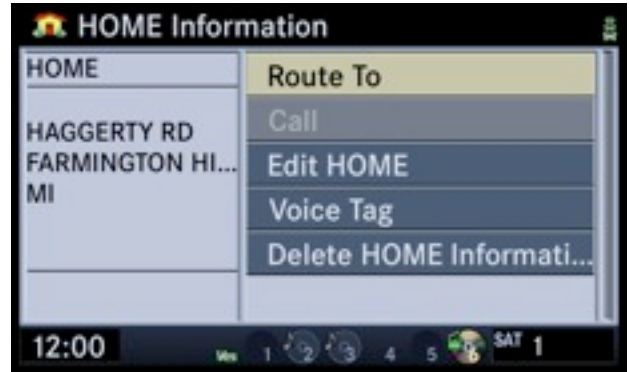 HOME Information
HOME
HAGGERTY RD
FARMINGTON HI...
MI
Route To
Call
Edit HOME
Voice Tag
Delete HOME Informati...
12:00
1 2 3 4 5 6 SAT 1